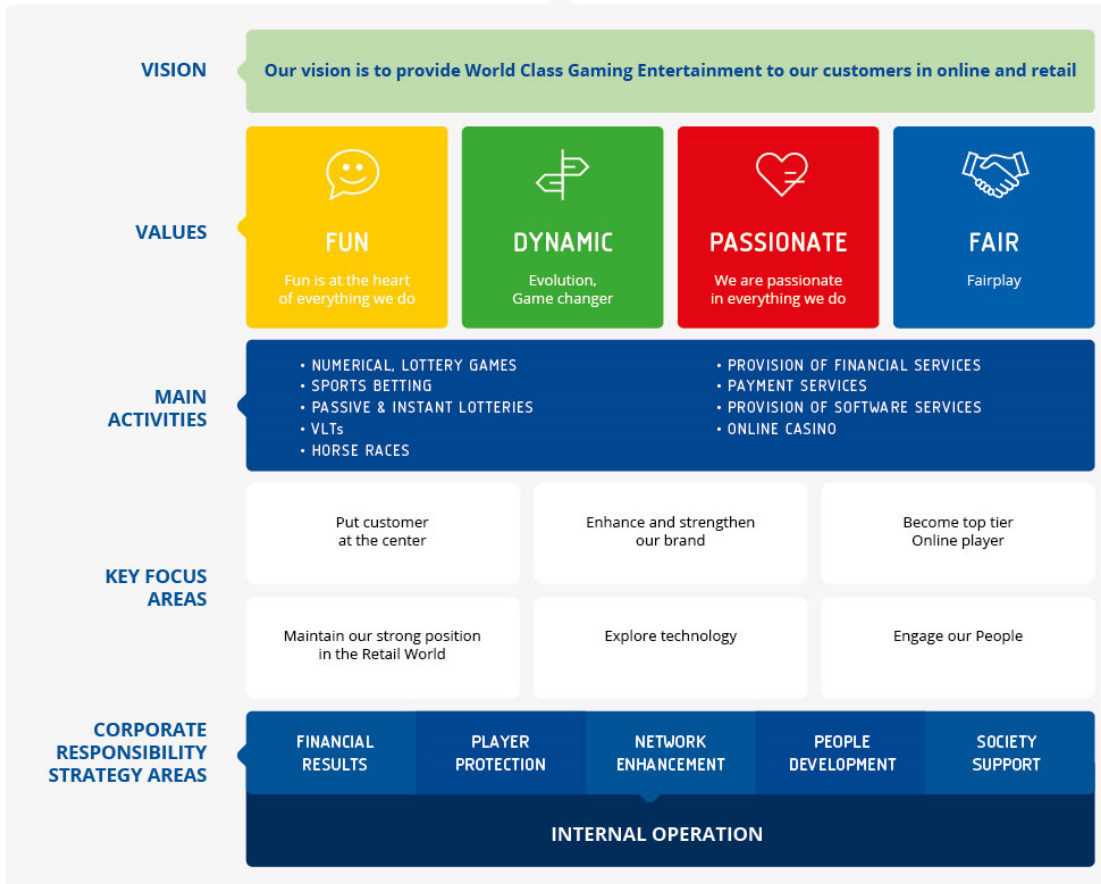 VISION
Our vision is to provide World Class Gaming Entertainment to our customers in online and retail
VALUES
FUN
Fun is at the heart
of everything we do
DYNAMIC
Evolution,
Game changer
PASSIONATE
We are passionate
in everything we do
FAIR
Fairplay
MAIN
ACTIVITIES
• NUMERICAL, LOTTERY GAMES
• SPORTS BETTING
• PASSIVE & INSTANT LOTTERIES
• VLTs
• HORSE RACES
• PROVISION OF FINANCIAL SERVICES
• PAYMENT SERVICES
• PROVISION OF SOFTWARE SERVICES
• ONLINE CASINO
KEY FOCUS
AREAS
Put customer
at the center
Enhance and strengthen
our brand
Become top tier
Online player
Maintain our strong position
in the Retail World
Explore technology
Engage our People
CORPORATE
RESPONSIBILITY
STRATEGY AREAS
FINANCIAL
RESULTS
PLAYER
PROTECTION
NETWORK
ENHANCEMENT
PEOPLE
DEVELOPMENT
SOCIETY
SUPPORT
INTERNAL OPERATION